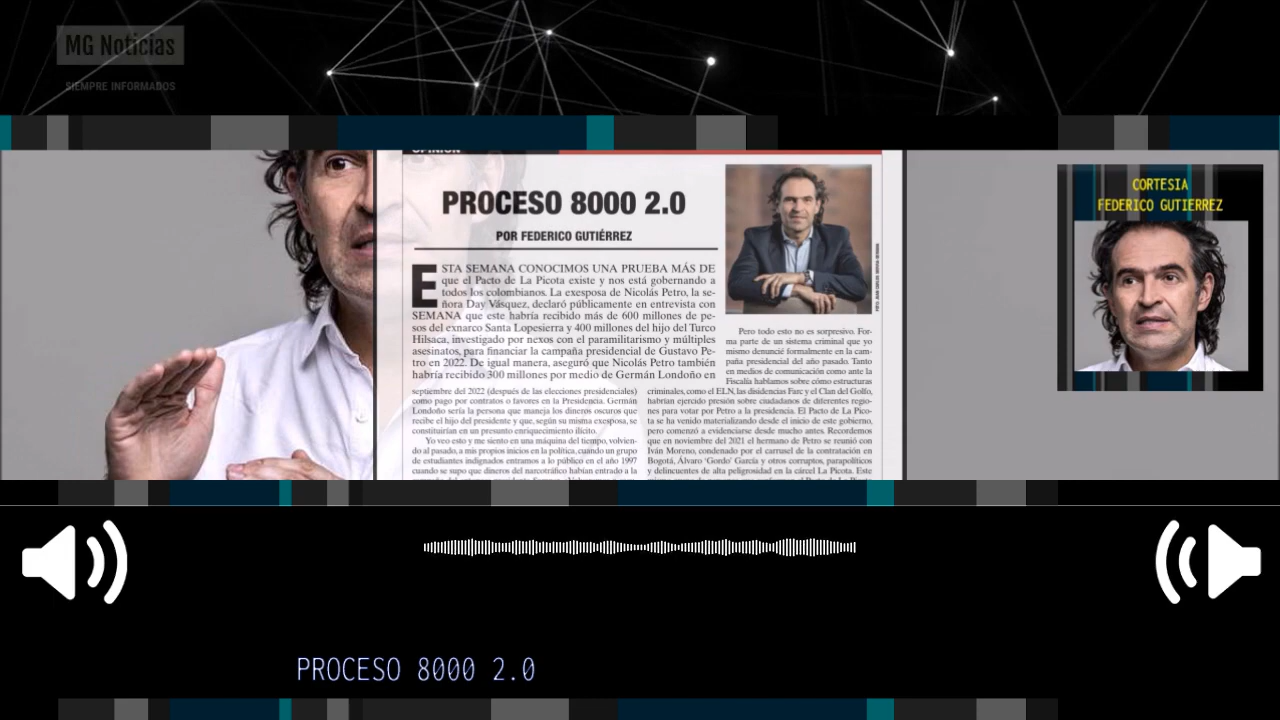 MG Noticias
SIEMPRE INFORMADOS
OPINIÓN
PROCESO 8000 2.0
POR FEDERICO GUTIÉRREZ
ESTA SEMANA CONOCIMOS UNA PRUEBA MÁS DE
que el Pacto de La Picota existe y nos está gobernando a
todos los colombianos. La exesposa de Nicolás Petro, la se-
ñora Day Vásquez, declaró públicamente en entrevista con
SEMANA que este habría recibido más de 600 millones de pe-
sos del exnarco Santa Lopesierra y 400 millones del hijo del Turco
Hilsaca, investigado por nexos con el paramilitarismo y múltiples
asesinatos, para financiar la campaña presidencial de Gustavo Pe-
tro en 2022. De igual manera, aseguró que Nicolás Petro también
habría recibido 300 millones por medio de Germán Londoño en
septiembre del 2022 (después de las elecciones presidenciales)
como pago por contratos o favores en la Presidencia. Germán
Londoño sería la persona que maneja los dineros oscuros que
recibe el hijo del presidente y que, según su misma exesposa, se
constituirían en un presunto enriquecimiento ilícito.
Yo veo esto y me siento en una máquina del tiempo, volvien-
do al pasado, a mis propios inicios en la política, cuando un grupo
de estudiantes indignados entramos a lo público en el año 1997
cuando se supo que dineros del narcotráfico habían entrado a la
Pero todo esto no es sorpresivo. For-
ma parte de un sistema criminal que yo
mismo denuncié formalmente en la cam-
paña presidencial del año pasado. Tanto
en medios de comunicación como ante la
Fiscalía hablamos sobre cómo estructuras
criminales, como el ELN, las disidencias Farc y el Clan del Golfo,
habrían ejercido presión sobre ciudadanos de diferentes regio-
nes para votar por Petro a la presidencia. El Pacto de La Pico-
ta se ha venido materializando desde el inicio de este gobierno,
pero comenzó a evidenciarse desde mucho antes. Recordemos
que en noviembre del 2021 el hermano de Petro se reunió con
Iván Moreno, condenado por el carrusel de la contratación en
Bogotá, Álvaro 'Gordo' García y otros corruptos, parapolíticos
y delincuentes de alta peligrosidad en la cárcel La Picota. Este
CORTESIA
FEDERICO GUTIERREZ
PROCESO 8000 2.0